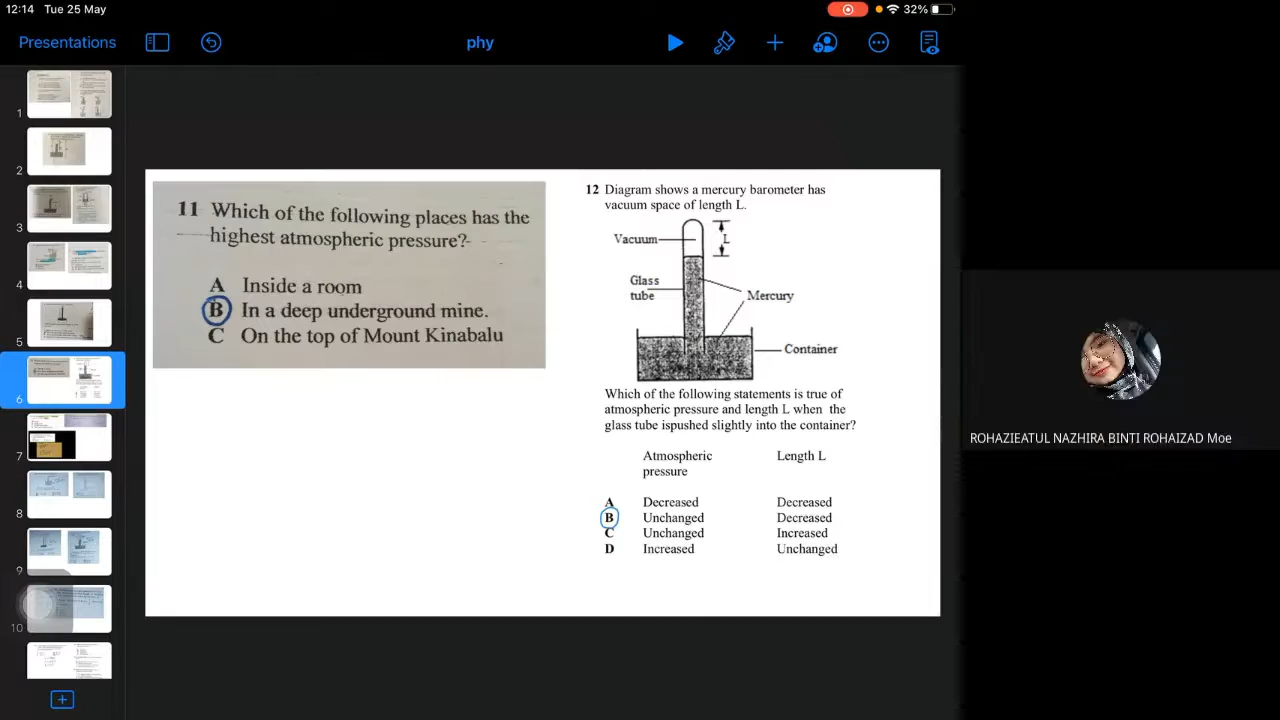 12:14 Tue 25 May
32%
Presentations
phy
1
2
3
4
5
6
7
8
9
10
11 Which of the following places has the
highest atmospheric pressure?
A Inside a room
B In a deep underground mine.
C On the top of Mount Kinabalu
12 Diagram shows a mercury barometer has
vacuum space of length L.
Vacuum
L
Glass
tube
Mercury
Container
Which of the following statements is true of
atmospheric pressure and length L when the
glass tube ispushed slightly into the container?
Atmospheric Length L
pressure
A Decreased Decreased
B Unchanged Decreased
C Unchanged Increased
D Increased Unchanged
ROHAZIEATUL NAZHIRA BINTI ROHAIZAD Moe